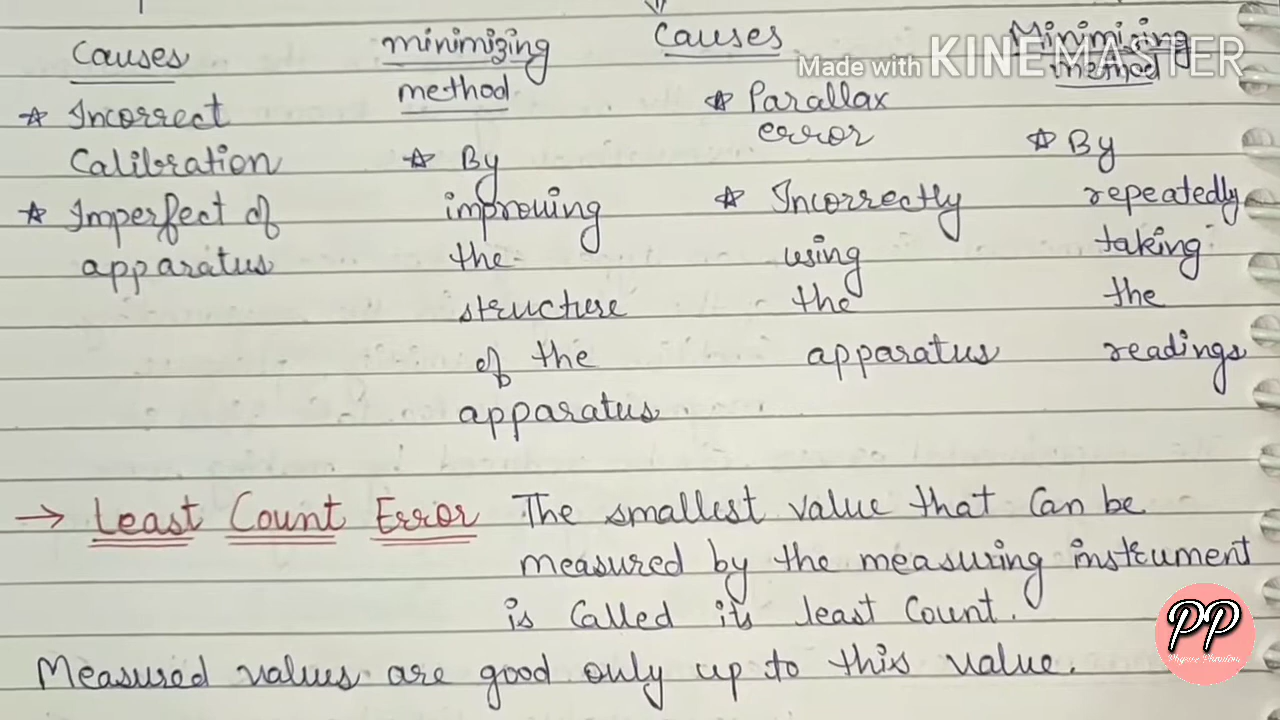 Causes
☆ Incorrect
Calibration
☆ Imperfect of
apparatus
minimizing
method
☆ By
improving
the
structure
of the
apparatus.
Causes
☆ Parallax
error
☆ Incorrectly
using
the
apparatus
Minimizing
method
☆ By
repeatedly
taking
the
readings
Made with KINEMASTER
→ Least Count Error The smallest value that can be
measured by the measuring instrument
is called its least count.
Measured values are good only up to this value.
PP